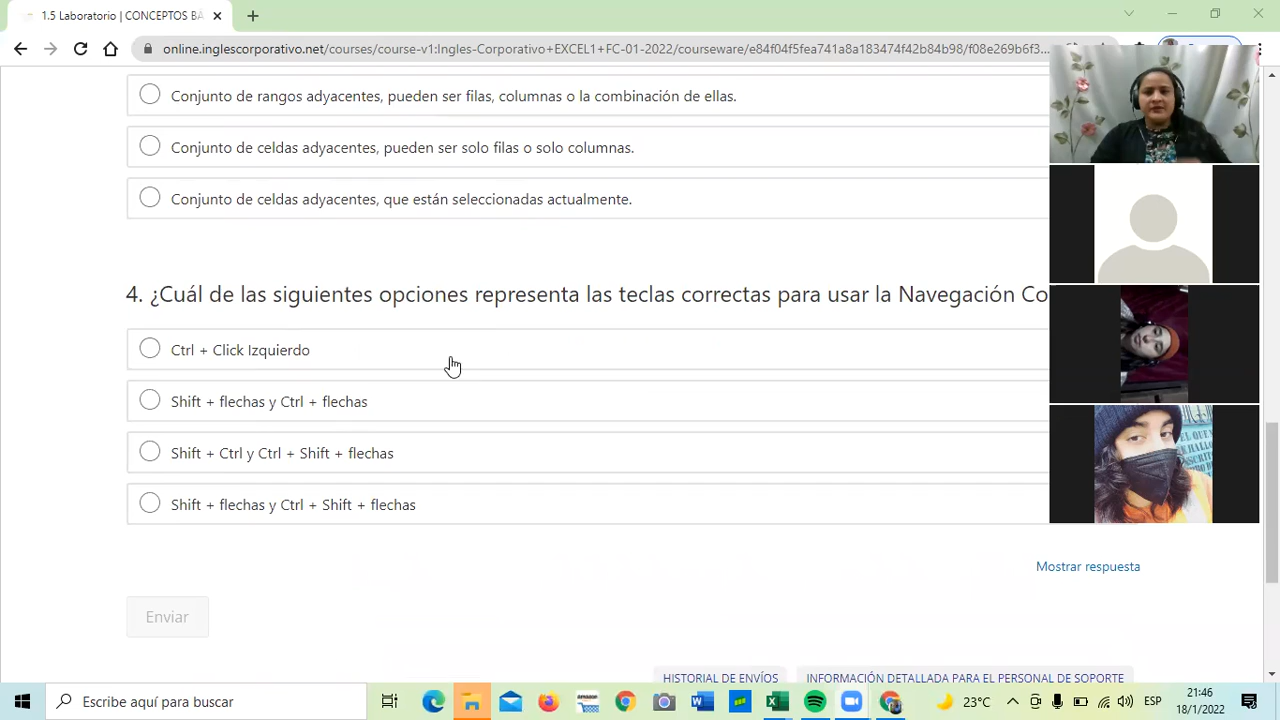 1.5 Laboratorio | CONCEPTOS BÁ
online.inglescorporativo.net/courses/course-v1:Ingles-Corporativo+EXCEL1+FC-01-2022/courseware/e84f04f5fea741a8a183474f42b84b98/f08e269b6f3...
Conjunto de rangos adyacentes, pueden ser filas, columnas o la combinación de ellas.
Conjunto de celdas adyacentes, pueden ser solo filas o solo columnas.
Conjunto de celdas adyacentes, que están seleccionadas actualmente.
4. ¿Cuál de las siguientes opciones representa las teclas correctas para usar la Navegación Co
Ctrl + Click Izquierdo
Shift + flechas y Ctrl + flechas
Shift + Ctrl y Ctrl + Shift + flechas
Shift + flechas y Ctrl + Shift + flechas
Mostrar respuesta
Enviar
HISTORIAL DE ENVÍOS
INFORMACIÓN DETALLADA PARA EL PERSONAL DE SOPORTE
Escribe aquí para buscar
23°C
ESP
21:46
18/1/2022